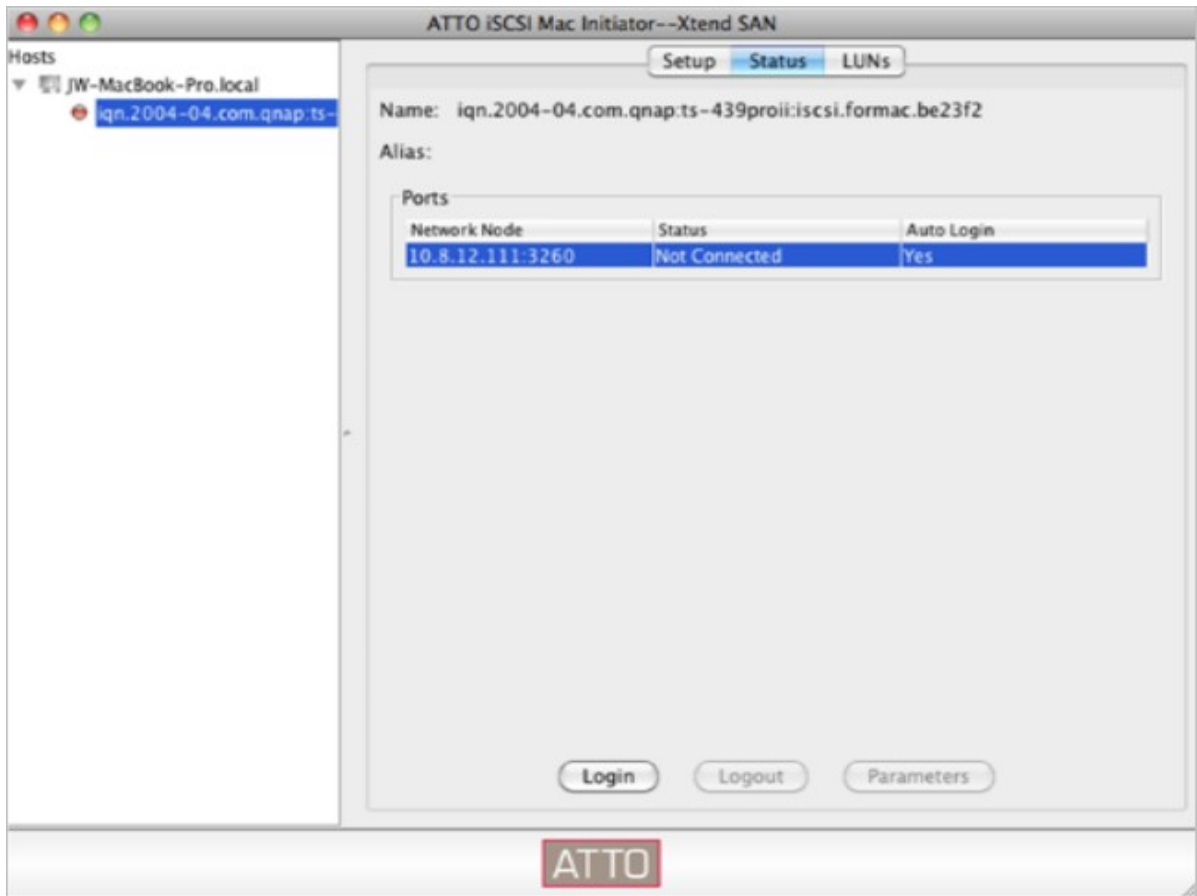 ATTO iSCSI Mac Initiator--Xtend SAN
Hosts
JW-MacBook-Pro.local
iqn.2004-04.com.qnap:ts-
Setup Status LUNs
Name: iqn.2004-04.com.qnap:ts-439proii:iscsi.formac.be23f2
Alias:
Ports
Network Node Status Auto Login
10.8.12.111:3260 Not Connected Yes
Login Logout Parameters
ATTO